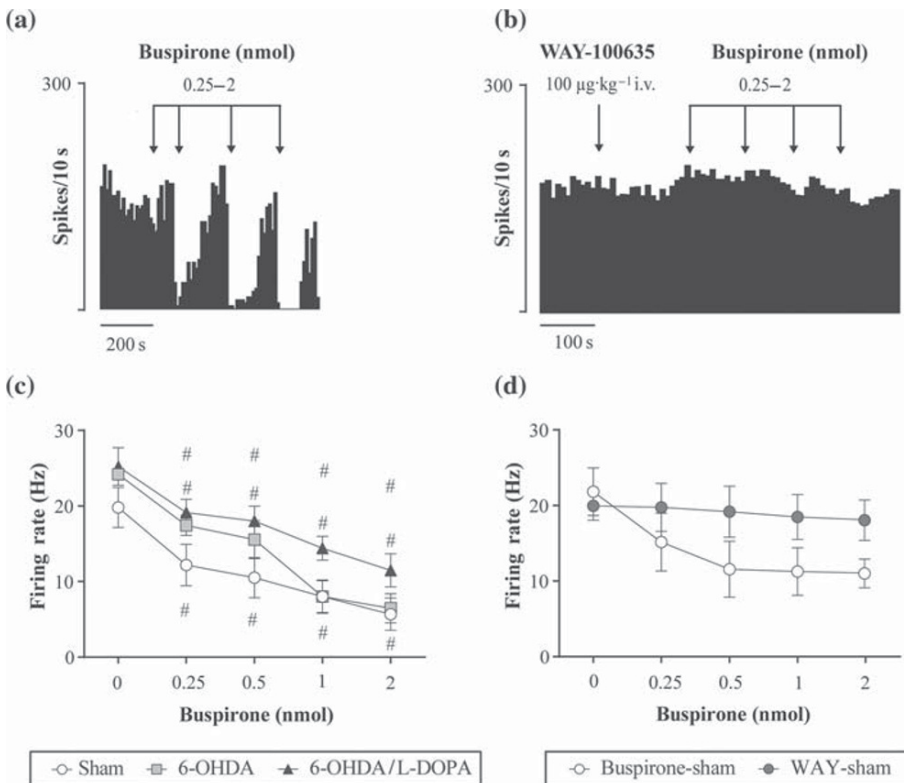 (a)
Buspirone (nmol)
0.25–2
300
Spikes/10 s
0
200 s
(b)
WAY-100635
Buspirone (nmol)
100 µg·kg⁻¹ i.v.
0.25–2
300
Spikes/10 s
0
100 s
(c)
30
20
10
0
Firing rate (Hz)
# #
# #
# #
# #
# # # #
0 0.25 0.5 1 2
Buspirone (nmol)
Sham 6-OHDA 6-OHDA/L-DOPA
(d)
30
20
10
0
Firing rate (Hz)
0 0.25 0.5 1 2
Buspirone (nmol)
Buspirone-sham WAY-sham